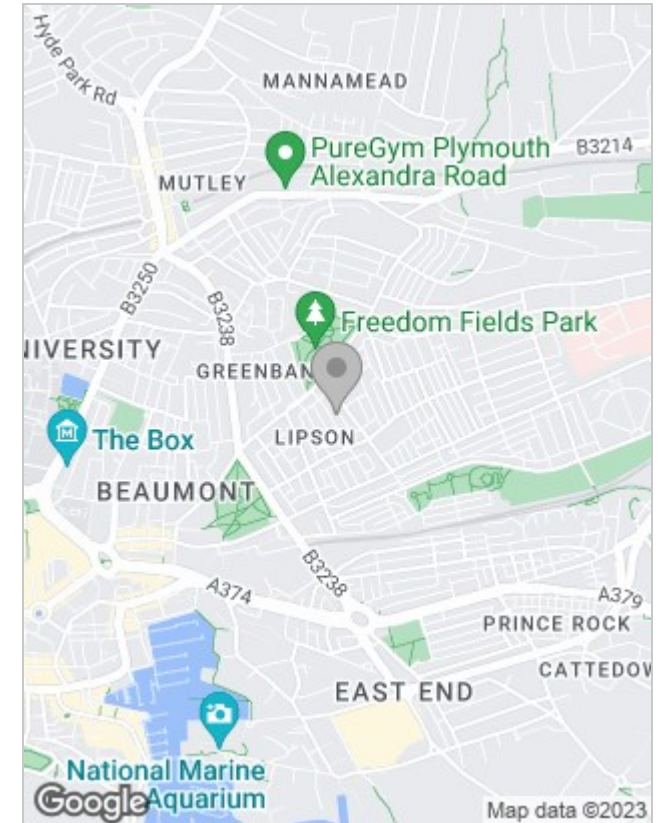 Hyde Park Rd
MANNAMEAD
PureGym Plymouth
Alexandra Road
B3214
MUTLEY
B3250
B3238
Freedom Fields Park
IVERSITY
GREENBAN
The Box
LIPSON
BEAUMONT
B3238
A374
A379
PRINCE ROCK
CATTEDOW
EAST END
National Marine
Aquarium
Google
Map data ©2023